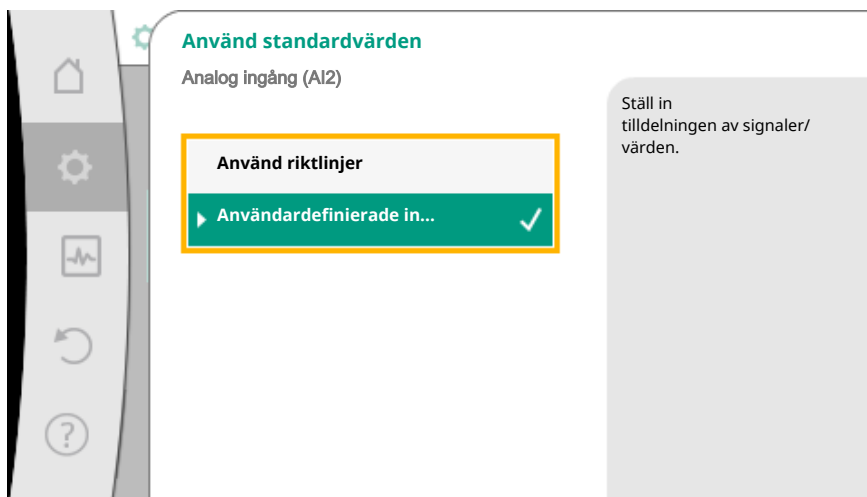 Använd standardvärden
Analog ingång (AI2)
Använd riktlinjer
Användardefinierade in...
Ställ in
tilldelningen av signaler/
värden.
?